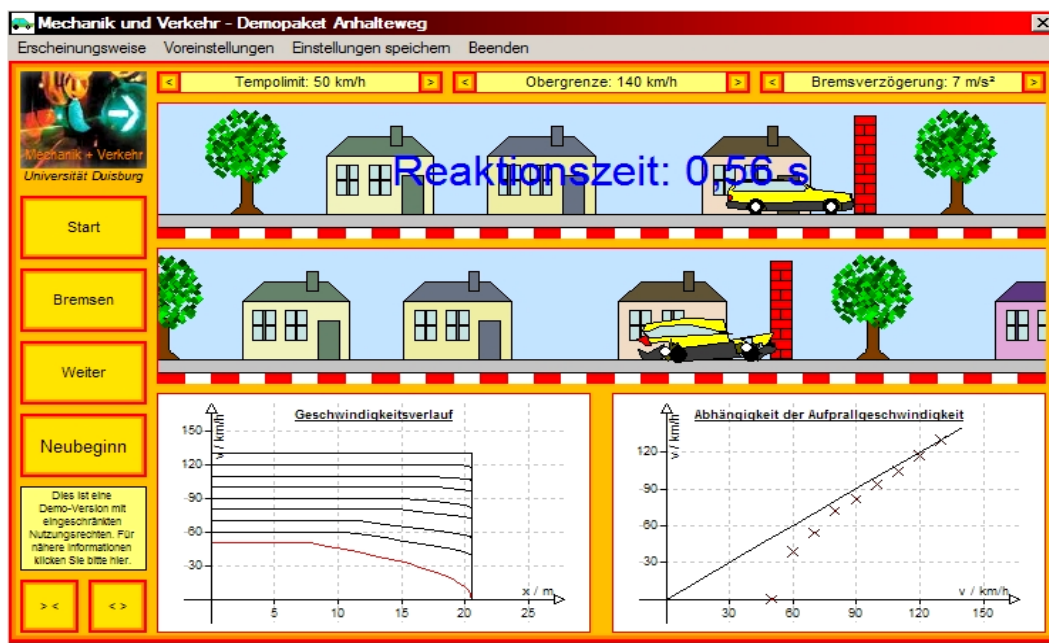 Mechanik und Verkehr - Demopaket Anhalteweg
Erscheinungsweise Voreinstellungen Einstellungen speichern Beenden
< Tempolimit: 50 km/h >
< Obergrenze: 140 km/h >
< Bremsverzögerung: 7 m/s² >
Mechanik + Verkehr
Universität Duisburg
Start
Bremsen
Weiter
Neubeginn
Dies ist eine
Demo-Version mit
eingeschränkten
Nutzungsrechten. Für
nähere Informationen
klicken Sie bitte hier.
> <
< >
Reaktionszeit: 0,56 s
Geschwindigkeitsverlauf
v / km/h
150
120
90
60
30
5 10 15 20 25
x / m
Abhängigkeit der Aufprallgeschwindigkeit
v / km/h
120
90
60
30
30 60 90 120 150
v / km/h